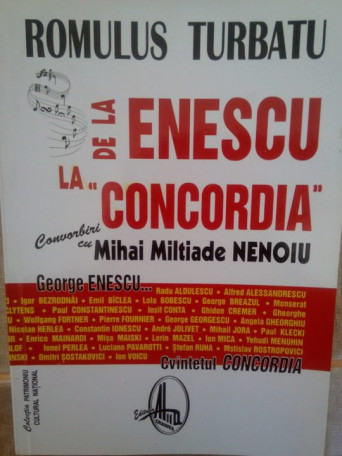 ROMULUS TURBATU
DE LA ENESCU
LA "CONCORDIA"
Convorbiri
cu Mihai Miltiade NENOIU
George ENESCU...
Radu ALDULESCU • Alfred ALESSANDRESCU
• Igor BEZRODNÂI • Emil BÎCLEA • Lola BOBESCU • George BREAZUL • Monserat
CLYTENS • Paul CONSTANTINESCU • Iosif CONTA • Ghidon CREMER • Gheorghe
• Wolfgang FORTNER • Pierre FOURNIER • George GEORGESCU • Angela GHEORGHIU
Nicolae HERLEA • Constantin IONESCU • André JOLIVET • Mihail JORA • Paul KLECKI
• Enrico MAINARDI • Mişa MAISKI • Lorin MAZEL • Ion MICA • Yehudi MENUHIN
• Ionel PERLEA • Luciano PAVAROTTI • Ştefan RUHA • Mstislav ROSTROPOVICI
• Dmitri ŞOSTAKOVICI • Ion VOICU
Cvintetul CONCORDIA
Colecţia PATRIMONIU
CULTURAL NAŢIONAL